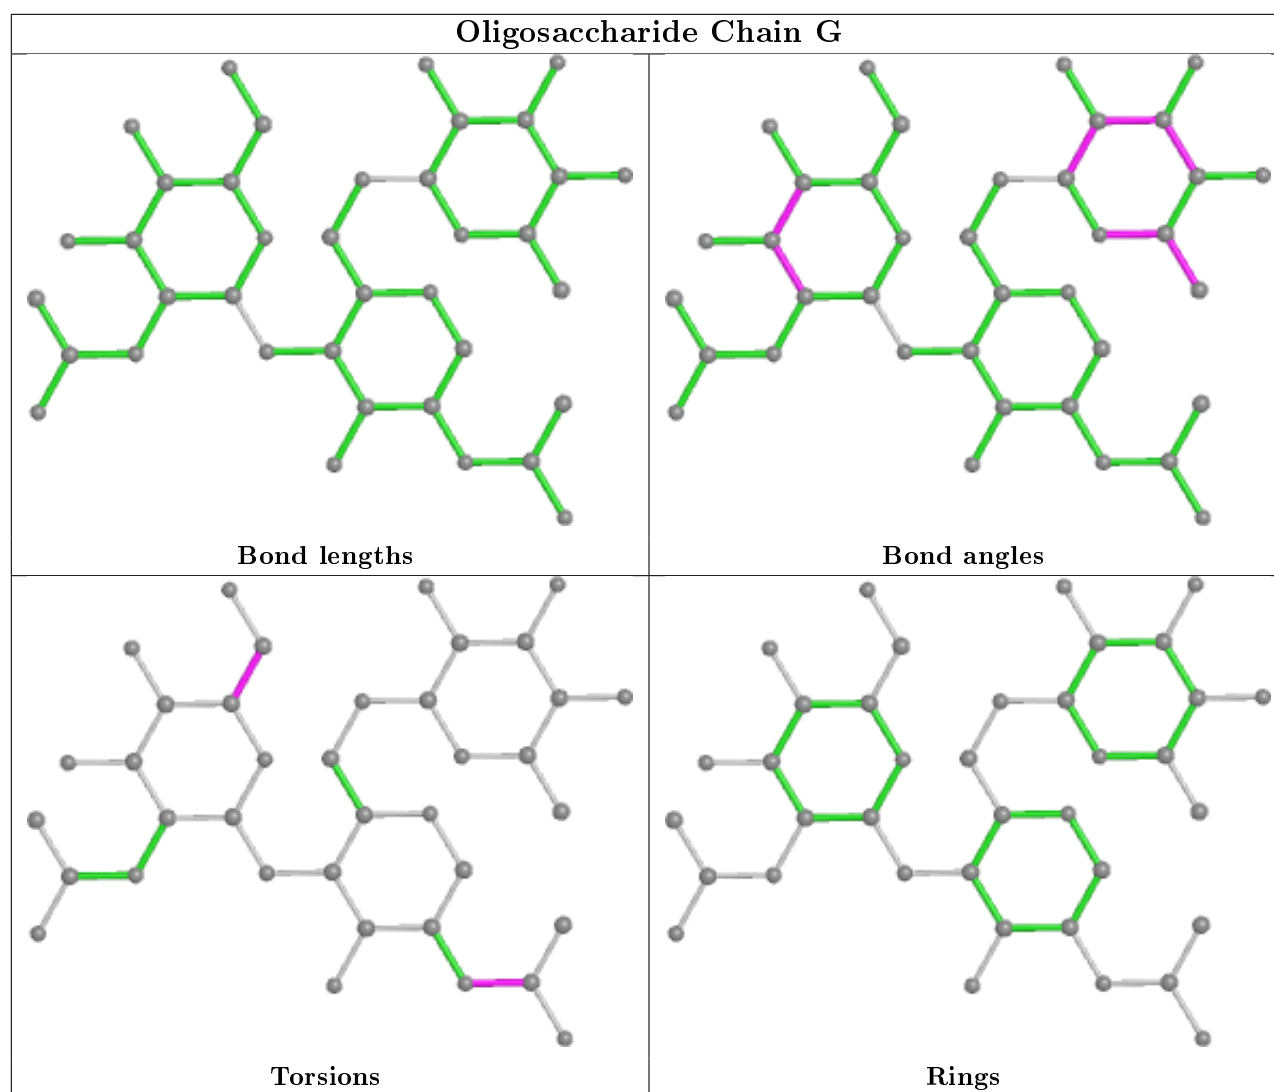 Oligosaccharide Chain G
Bond lengths
Bond angles
Torsions
Rings